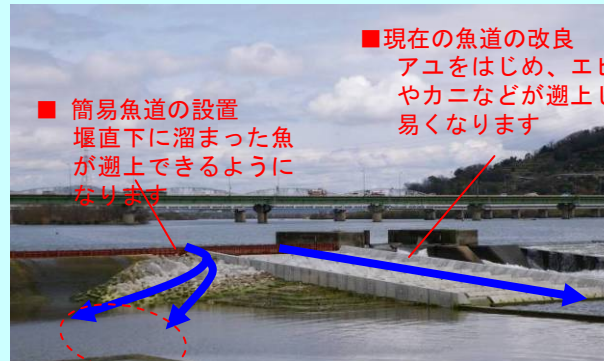 ■ 簡易魚道の設置
堰直下に溜まった魚
が遡上できるように
なります
■現在の魚道の改良
アユをはじめ、エビ
やカニなどが遡上し
易くなります